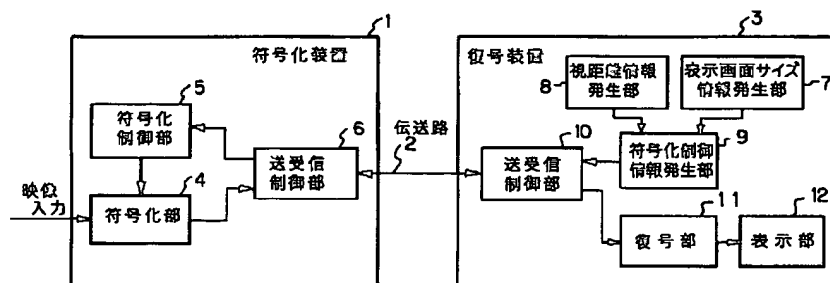 1
符号化装置
5
符号化
制御部
6
送受信
制御部
映像
入力
4
符号化部
伝送路
2
3
復号装置
視距離情報
発生部
8
表示画面サイズ
情報発生部
7
10
送受信
制御部
符号化制御
情報発生部
9
11
復号部
12
表示部